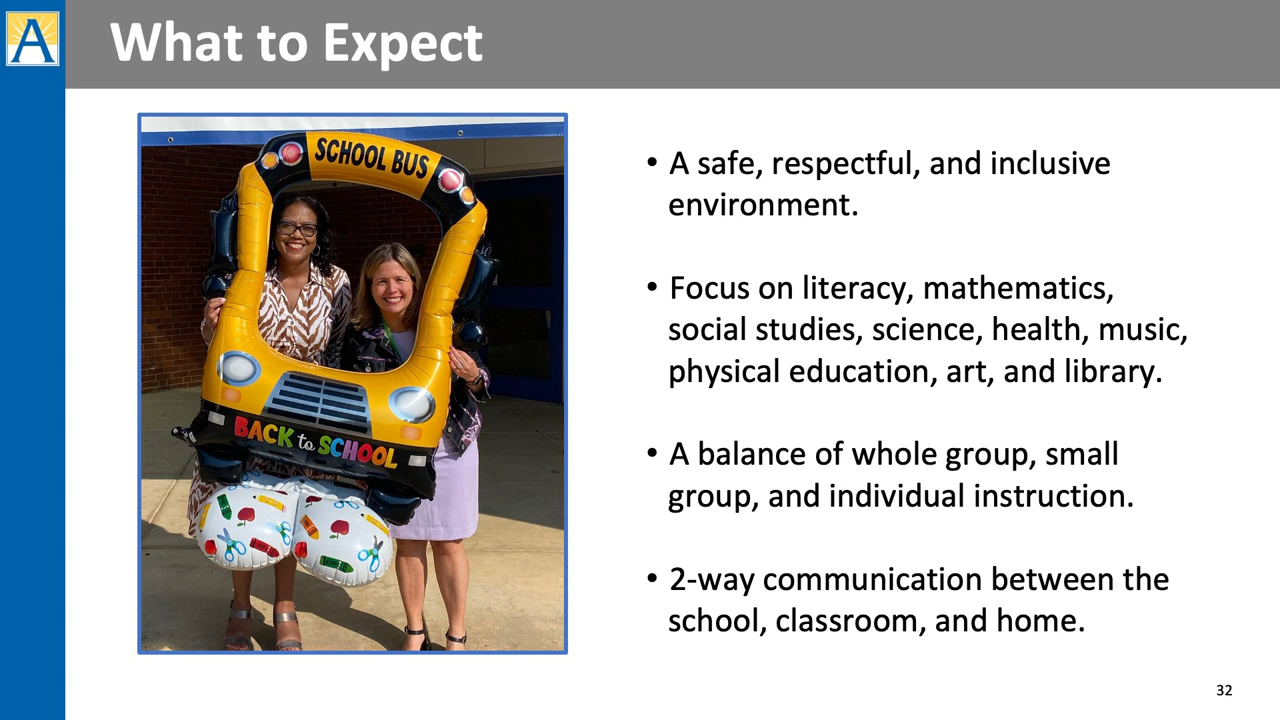 A
What to Expect
SCHOOL BUS
BACK to SCHOOL
• A safe, respectful, and inclusive
environment.
• Focus on literacy, mathematics,
social studies, science, health, music,
physical education, art, and library.
• A balance of whole group, small
group, and individual instruction.
• 2-way communication between the
school, classroom, and home.
32